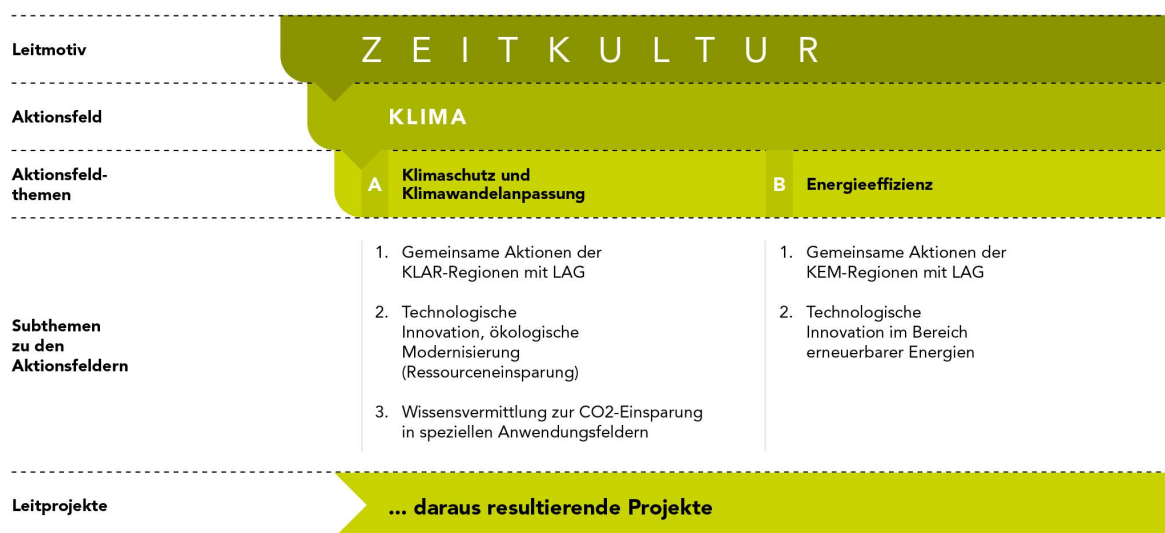 Leitmotiv
Z E I T K U L T U R
Aktionsfeld
KLIMA
Aktionsfeld-
themen
A
Klimaschutz und
Klimawandelanpassung
B
Energieeffizienz
Subthemen
zu den
Aktionsfeldern
1. Gemeinsame Aktionen der
KLAR-Regionen mit LAG
2. Technologische
Innovation, ökologische
Modernisierung
(Ressourceneinsparung)
3. Wissensvermittlung zur CO2-Einsparung
in speziellen Anwendungsfeldern
1. Gemeinsame Aktionen der
KEM-Regionen mit LAG
2. Technologische
Innovation im Bereich
erneuerbarer Energien
Leitprojekte
... daraus resultierende Projekte